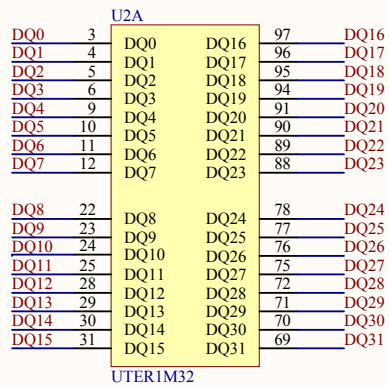 U2A
DQ0 3 DQ0 DQ16 97 DQ16
DQ1 4 DQ1 DQ17 96 DQ17
DQ2 5 DQ2 DQ18 95 DQ18
DQ3 6 DQ3 DQ19 94 DQ19
DQ4 9 DQ4 DQ20 91 DQ20
DQ5 10 DQ5 DQ21 90 DQ21
DQ6 11 DQ6 DQ22 89 DQ22
DQ7 12 DQ7 DQ23 88 DQ23
DQ8 22 DQ8 DQ24 78 DQ24
DQ9 23 DQ9 DQ25 77 DQ25
DQ10 24 DQ10 DQ26 76 DQ26
DQ11 25 DQ11 DQ27 75 DQ27
DQ12 28 DQ12 DQ28 72 DQ28
DQ13 29 DQ13 DQ29 71 DQ29
DQ14 30 DQ14 DQ30 70 DQ30
DQ15 31 DQ15 DQ31 69 DQ31
UTER1M32